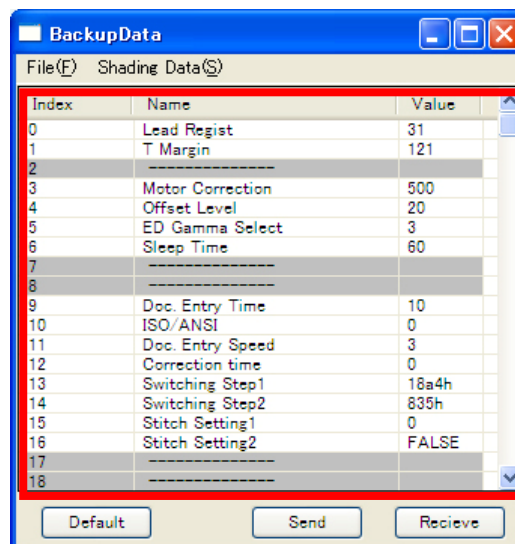 BackupData
File(F) Shading Data(S)
Index Name Value
0 Lead Regist 31
1 T Margin 121
2 --------------
3 Motor Correction 500
4 Offset Level 20
5 ED Gamma Select 3
6 Sleep Time 60
7 --------------
8 --------------
9 Doc. Entry Time 10
10 ISO/ANSI 0
11 Doc. Entry Speed 3
12 Correction time 0
13 Switching Step1 18a4h
14 Switching Step2 835h
15 Stitch Setting1 0
16 Stitch Setting2 FALSE
17 --------------
18 --------------
Default Send Recieve